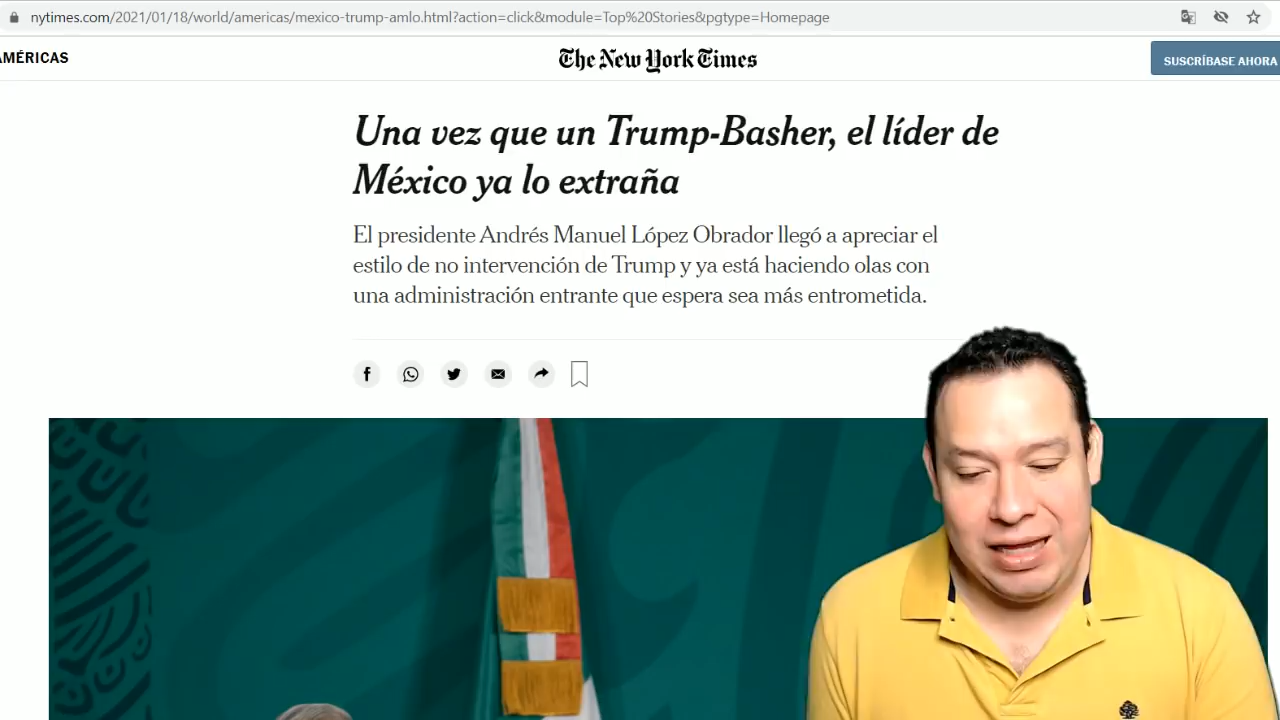 nytimes.com/2021/01/18/world/americas/mexico-trump-amlo.html?action=click&module=Top%20Stories&pgtype=Homepage
AMÉRICAS
The New York Times
SUSCRÍBASE AHORA
Una vez que un Trump-Basher, el líder de
México ya lo extraña
El presidente Andrés Manuel López Obrador llegó a apreciar el
estilo de no intervención de Trump y ya está haciendo olas con
una administración entrante que espera sea más entrometida.